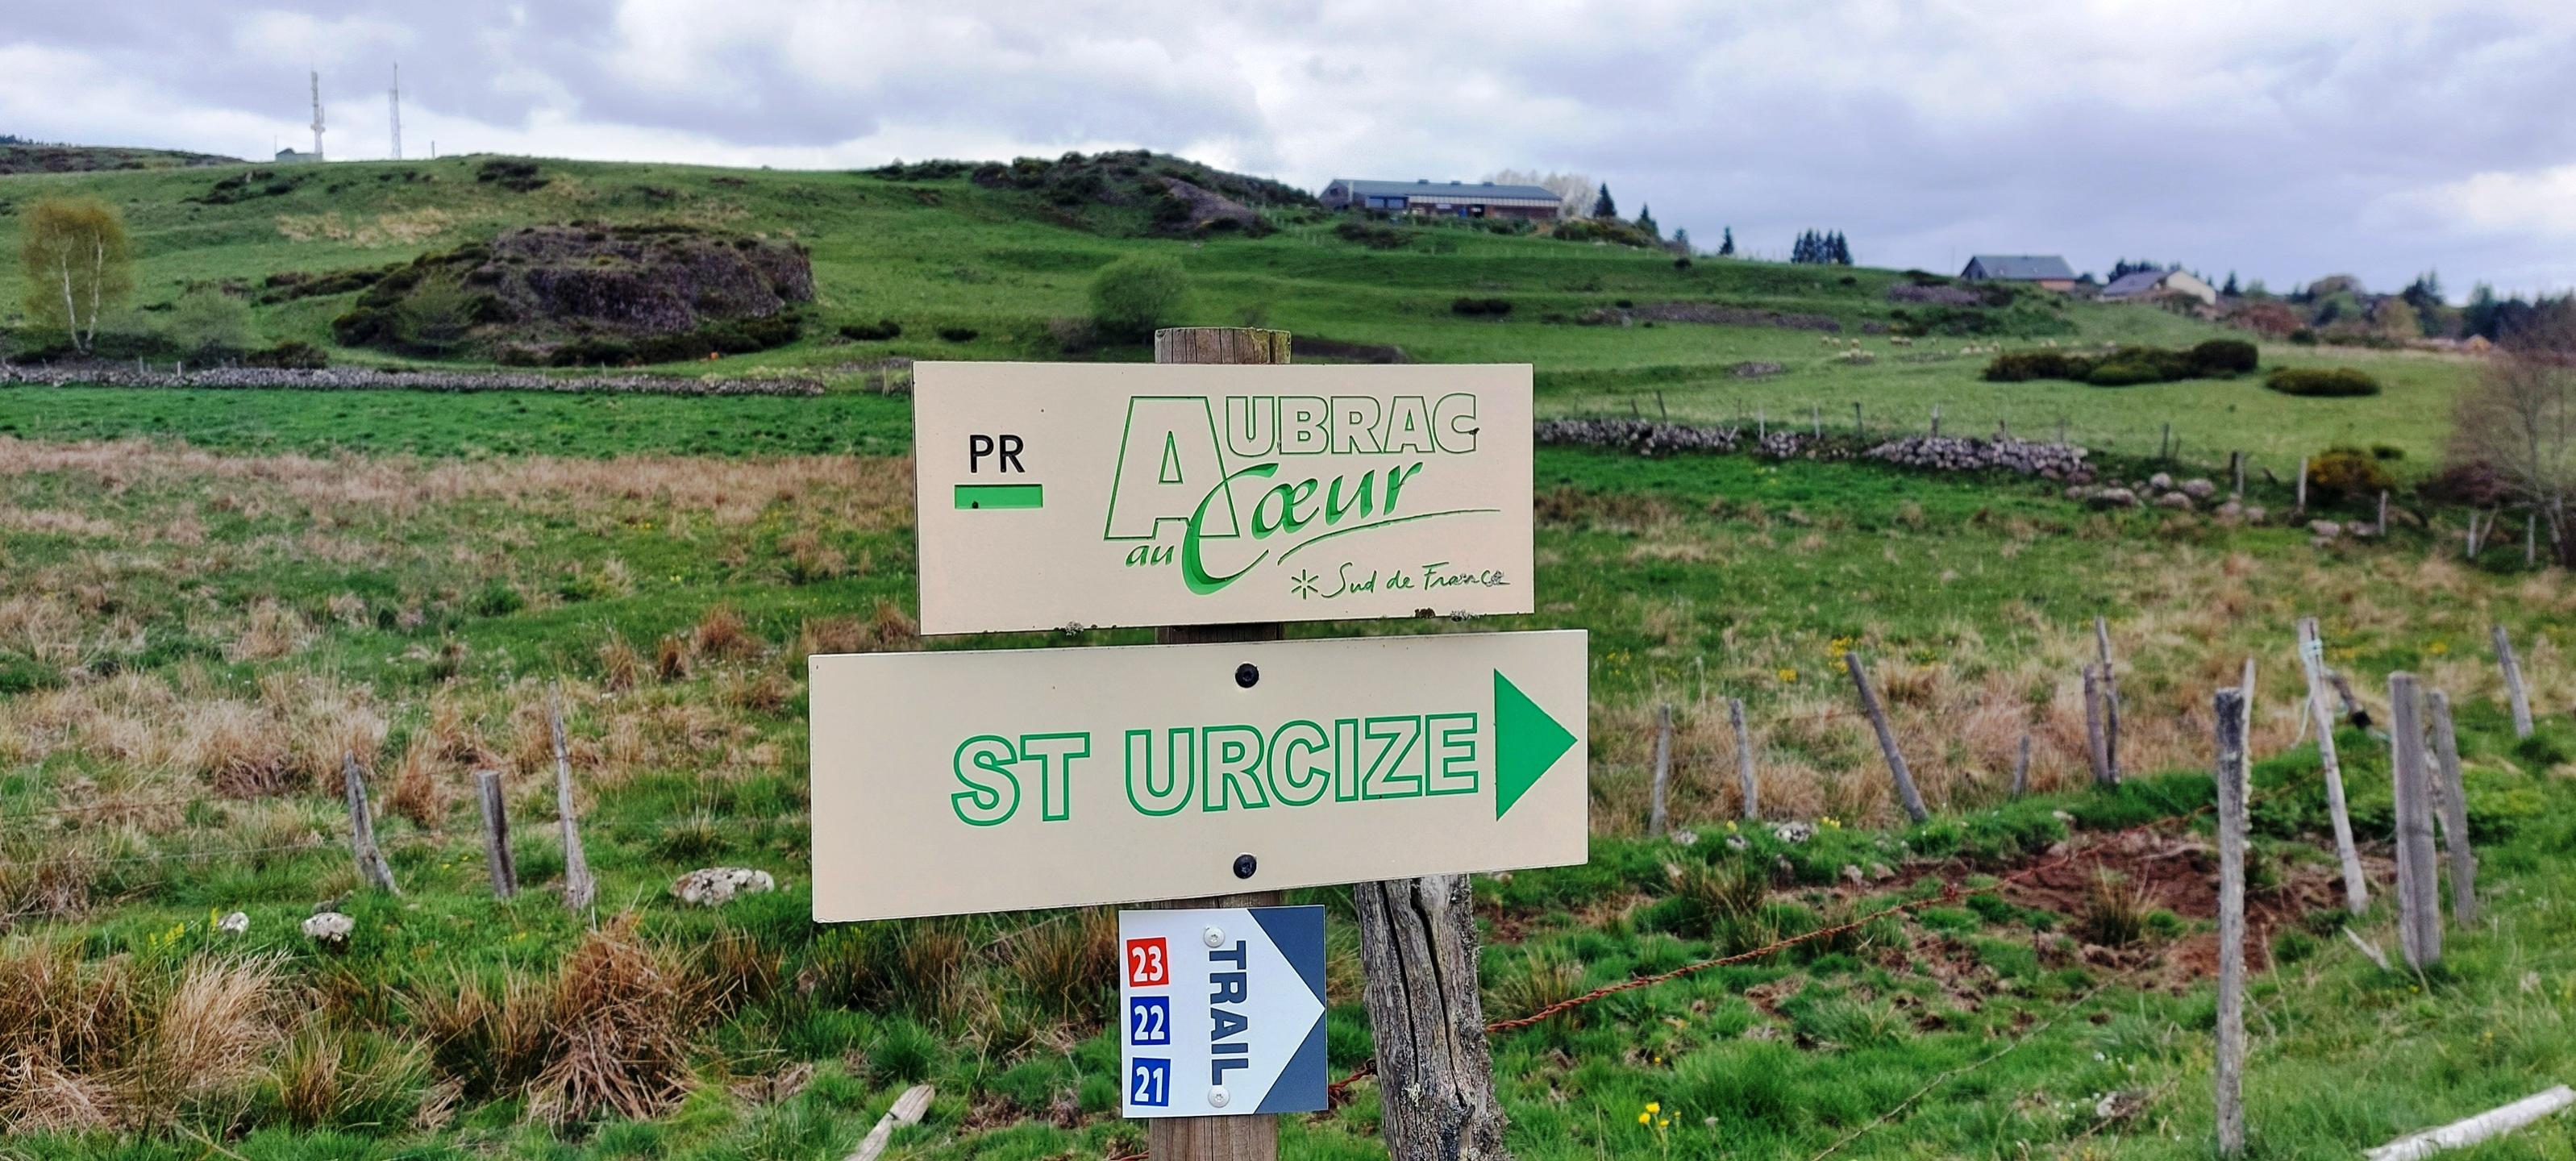 PR
AUBRAC
au Cœur
Sud de France
ST URCIZE
TRAIL
23
22
21